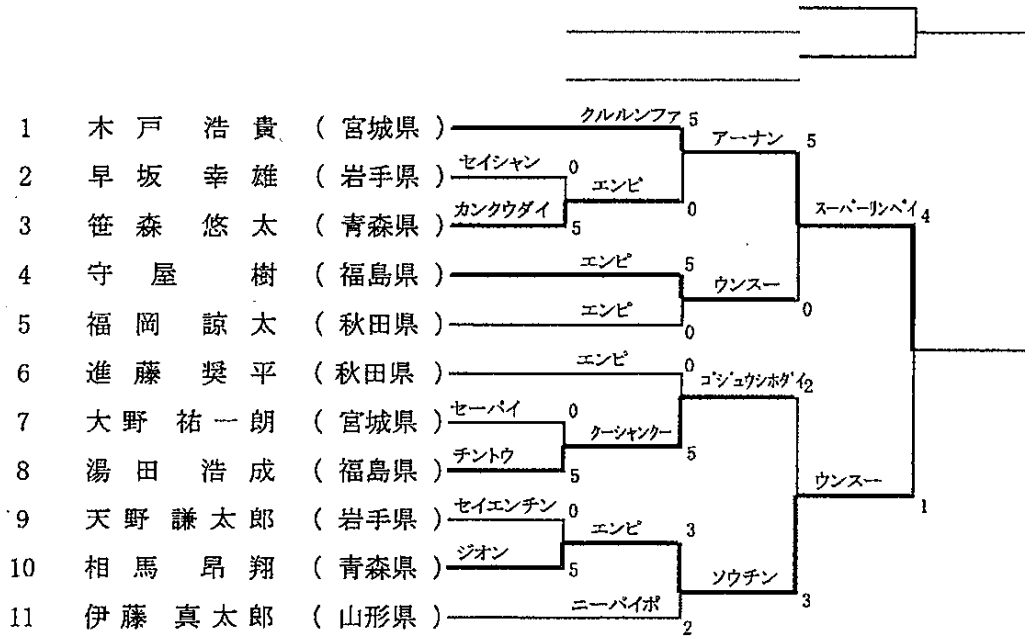 クルルンファ 5
1 木戸 浩貴 (宮城県)
アーナン 5
セイシャン 0
2 早坂 幸雄 (岩手県)
エンピ 0
カンクウダイ 5
3 笹森 悠太 (青森県)
スーパーリンペイ 4
エンピ 5
4 守屋 樹 (福島県)
ウンスー 0
エンピ 0
5 福岡 諒太 (秋田県)
エンピ 0
6 進藤 奨平 (秋田県)
ゴジュウシホダイ 2
セーパイ 0
7 大野 祐一朗 (宮城県)
クーシャンクー 5
チントウ 5
8 湯田 浩成 (福島県)
ウンスー 1
セイエンチン 0
9 天野 謙太郎 (岩手県)
エンピ 3
ジオン 5
10 相馬 昂翔 (青森県)
ソウチン 3
ニーパイポ 2
11 伊藤 真太郎 (山形県)